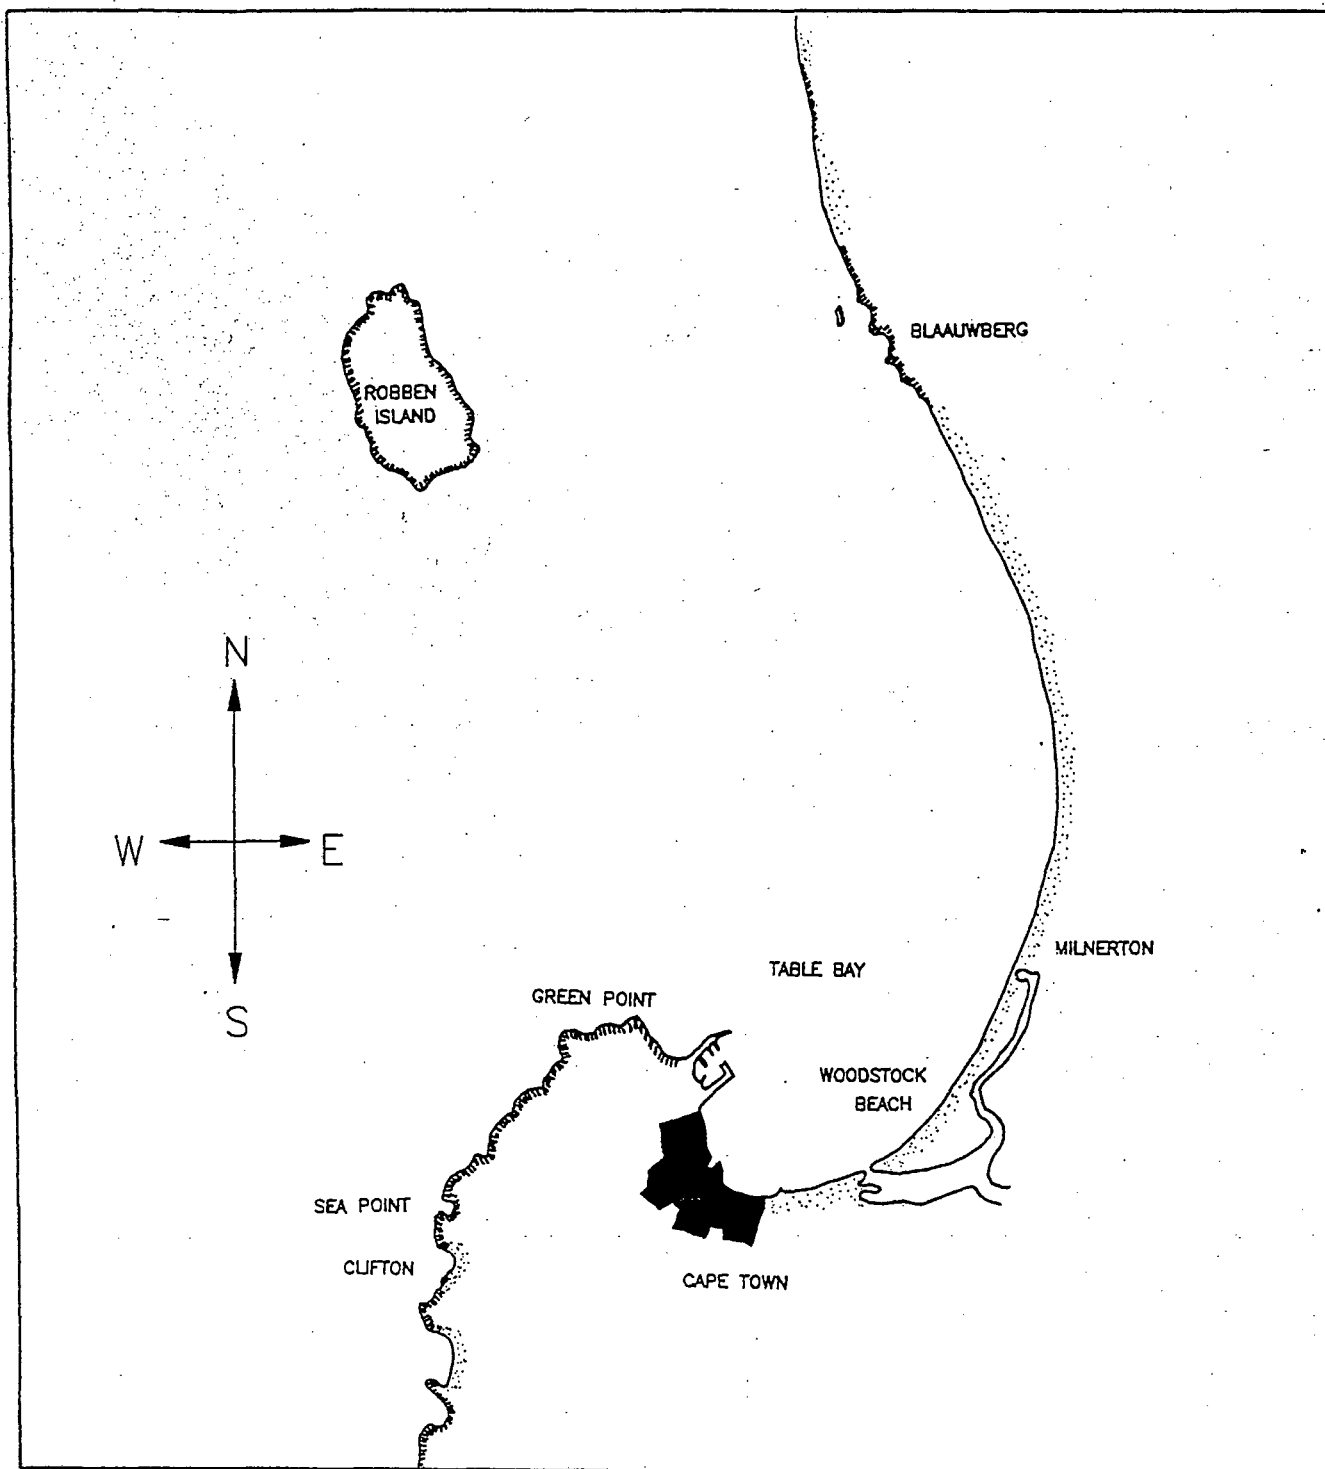 BLAAUWBERG
ROBBEN
ISLAND
N
W
E
S
MILNERTON
TABLE BAY
GREEN POINT
WOODSTOCK
BEACH
SEA POINT
CLIFTON
CAPE TOWN